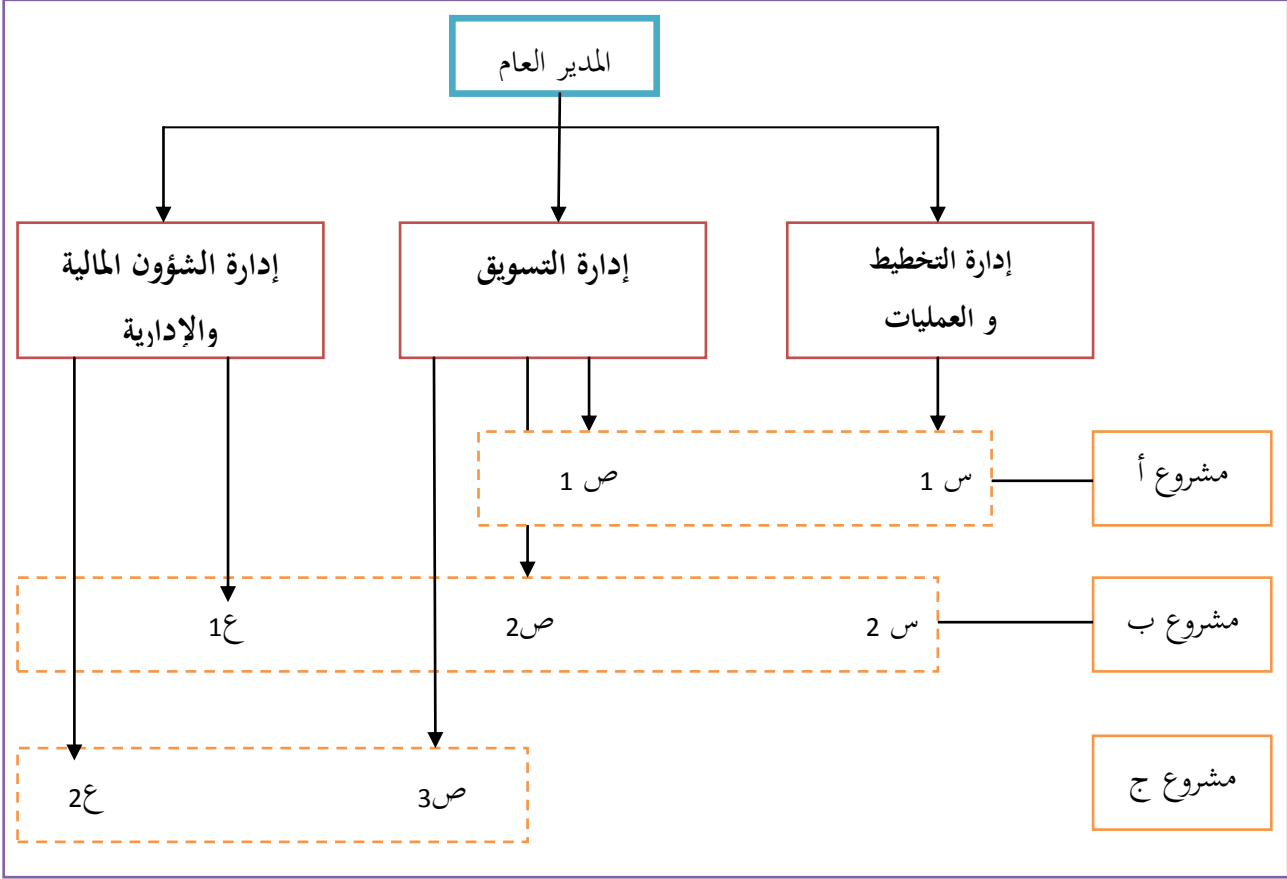 المدير العام
إدارة التخطيط
و العمليات
إدارة التسويق
إدارة الشؤون المالية
والإدارية
مشروع أ
س 1
ص 1
مشروع ب
س 2
ص2
ع1
مشروع ج
ص3
ع2